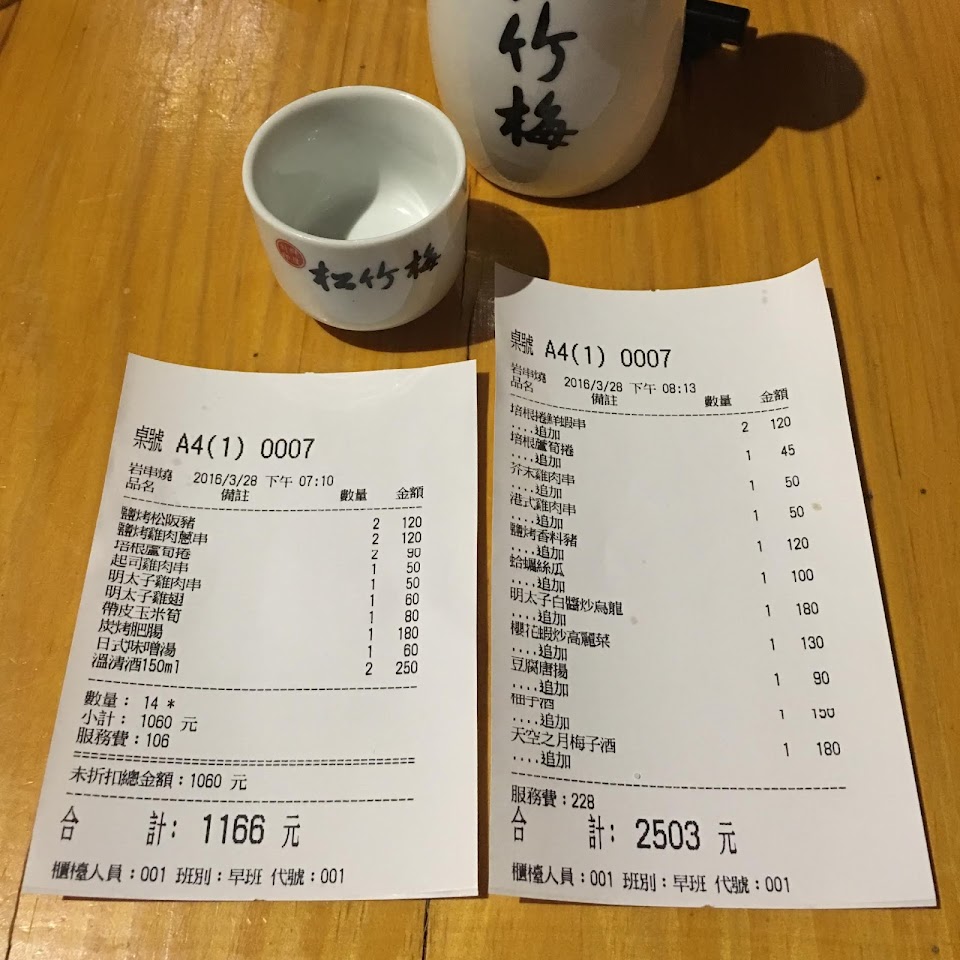 竹
梅
松竹梅
桌號 A4(1) 0007
岩串燒 2016/3/28 下午 07:10
品名 備註 數量 金額
鹽烤松阪豬 2 120
鹽烤雞肉蔥串 2 120
培根蘆筍捲 2 90
起司雞肉串 1 50
明太子雞肉串 1 50
明太子雞翅 1 60
帶皮玉米筍 1 80
炭烤肥腸 1 180
日式味噌湯 1 60
溫清酒150ml 2 250
數量： 14 *
小計： 1060 元
服務費：106
未折扣總金額：1060 元
合 計： 1166 元
櫃檯人員：001 班別：早班 代號：001
桌號 A4(1) 0007
岩串燒 2016/3/28 下午 08:13
品名 備註 數量 金額
培根捲鮮蝦串 2 120
....追加
培根蘆筍捲 1 45
....追加
芥末雞肉串 1 50
....追加
港式雞肉串 1 50
....追加
鹽烤香料豬 1 120
....追加
蛤蠣絲瓜 1 100
....追加
明太子白醬炒烏龍 1 180
....追加
櫻花蝦炒高麗菜 1 130
....追加
豆腐唐揚 1 90
....追加
柚子酒 1 150
....追加
天空之月梅子酒 1 180
....追加
服務費：228
合 計： 2503 元
櫃檯人員：001 班別：早班 代號：001